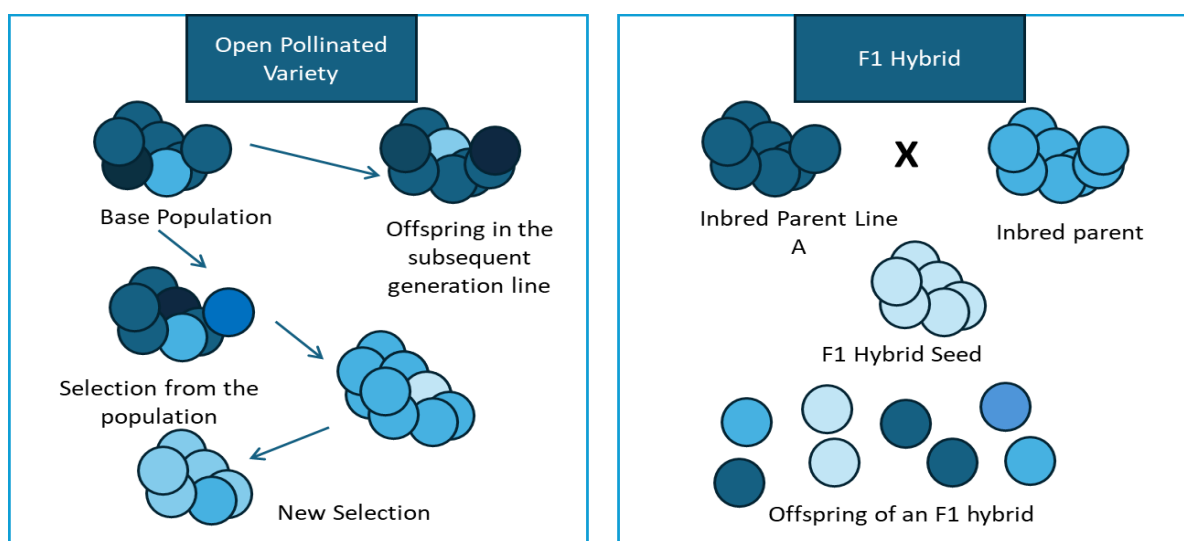 Open Pollinated
Variety
Base Population
Offspring in the
subsequent
generation line
Selection from the
population
New Selection
F1 Hybrid
X
Inbred Parent Line
A
Inbred parent
F1 Hybrid Seed
Offspring of an F1 hybrid